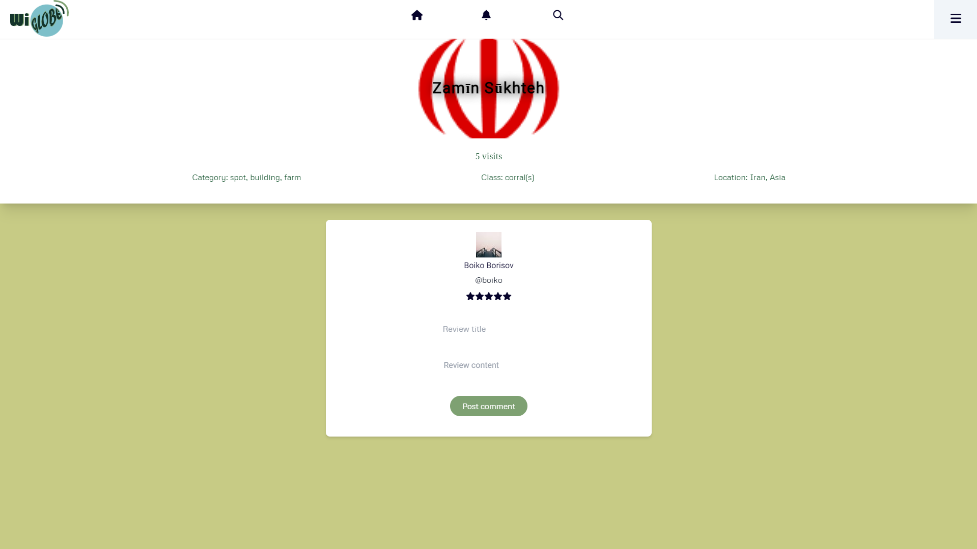 Wi GLOBE
Zamīn Sūkhteh
5 visits
Category: spot, building, farm
Class: corral(s)
Location: Iran, Asia
Boiko Borisov
@boiko
Review title
Review content
Post comment